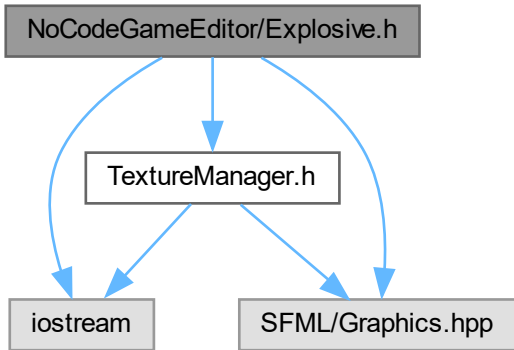 NoCodeGameEditor/Explosive.h
TextureManager.h
iostream
SFML/Graphics.hpp